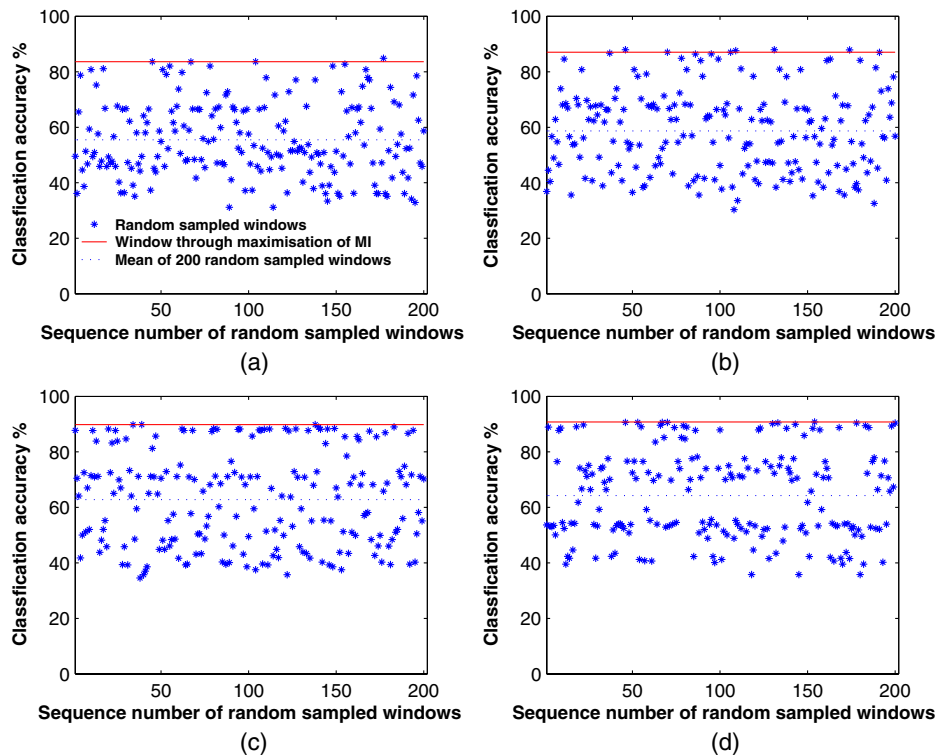 100
80
60
40
20
0
Classfication accuracy %
Random sampled windows
Window through maximisation of MI
Mean of 200 random sampled windows
50 100 150 200
Sequence number of random sampled windows
(a)
100
80
60
40
20
0
Classfication accuracy %
50 100 150 200
Sequence number of random sampled windows
(b)
100
80
60
40
20
0
Classfication accuracy %
50 100 150 200
Sequence number of random sampled windows
(c)
100
80
60
40
20
0
Classfication accuracy %
50 100 150 200
Sequence number of random sampled windows
(d)